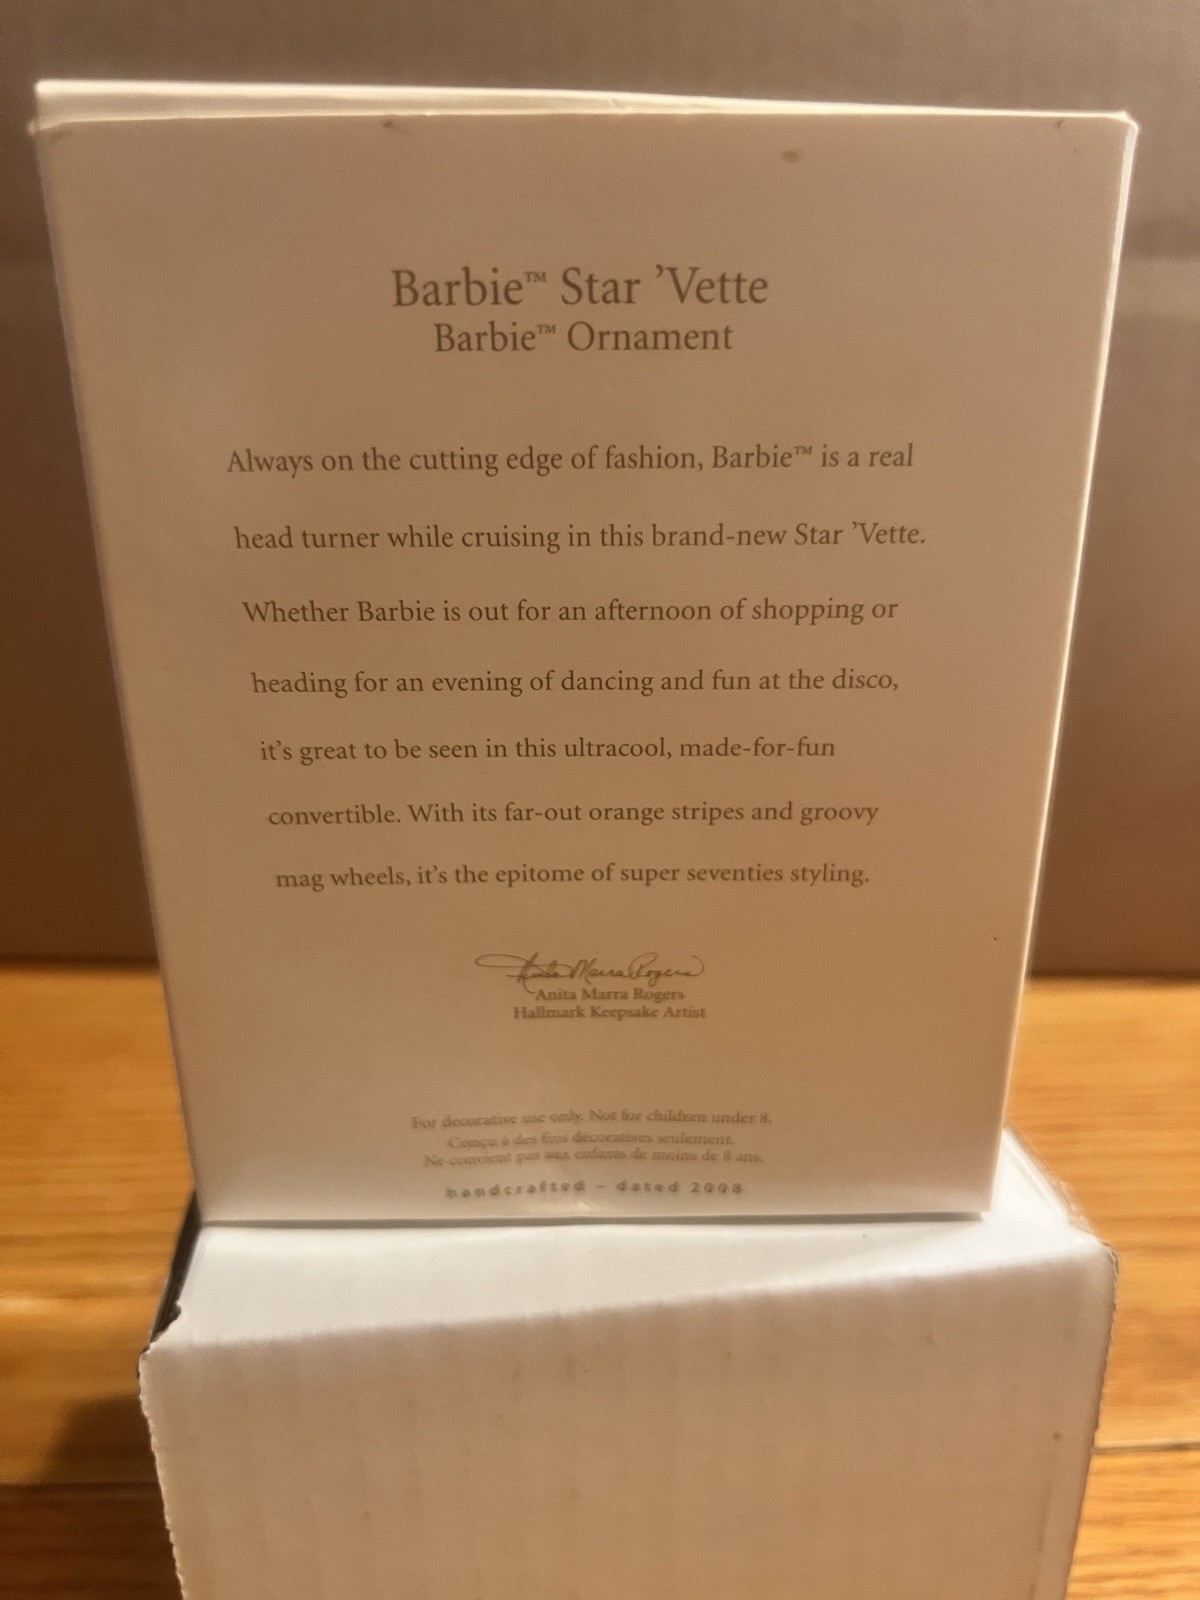 Barbie™ Star ’Vette
Barbie™ Ornament
Always on the cutting edge of fashion, Barbie™ is a real
head turner while cruising in this brand-new Star ’Vette.
Whether Barbie is out for an afternoon of shopping or
heading for an evening of dancing and fun at the disco,
it’s great to be seen in this ultracool, made-for-fun
convertible. With its far-out orange stripes and groovy
mag wheels, it’s the epitome of super seventies styling.
Anita Marra Rogers
Anita Marra Rogers
Hallmark Keepsake Artist
For decorative use only. Not for children under 8.
Conçu à des fins décoratives seulement.
Ne convient pas aux enfants de moins de 8 ans.
handcrafted – dated 2008